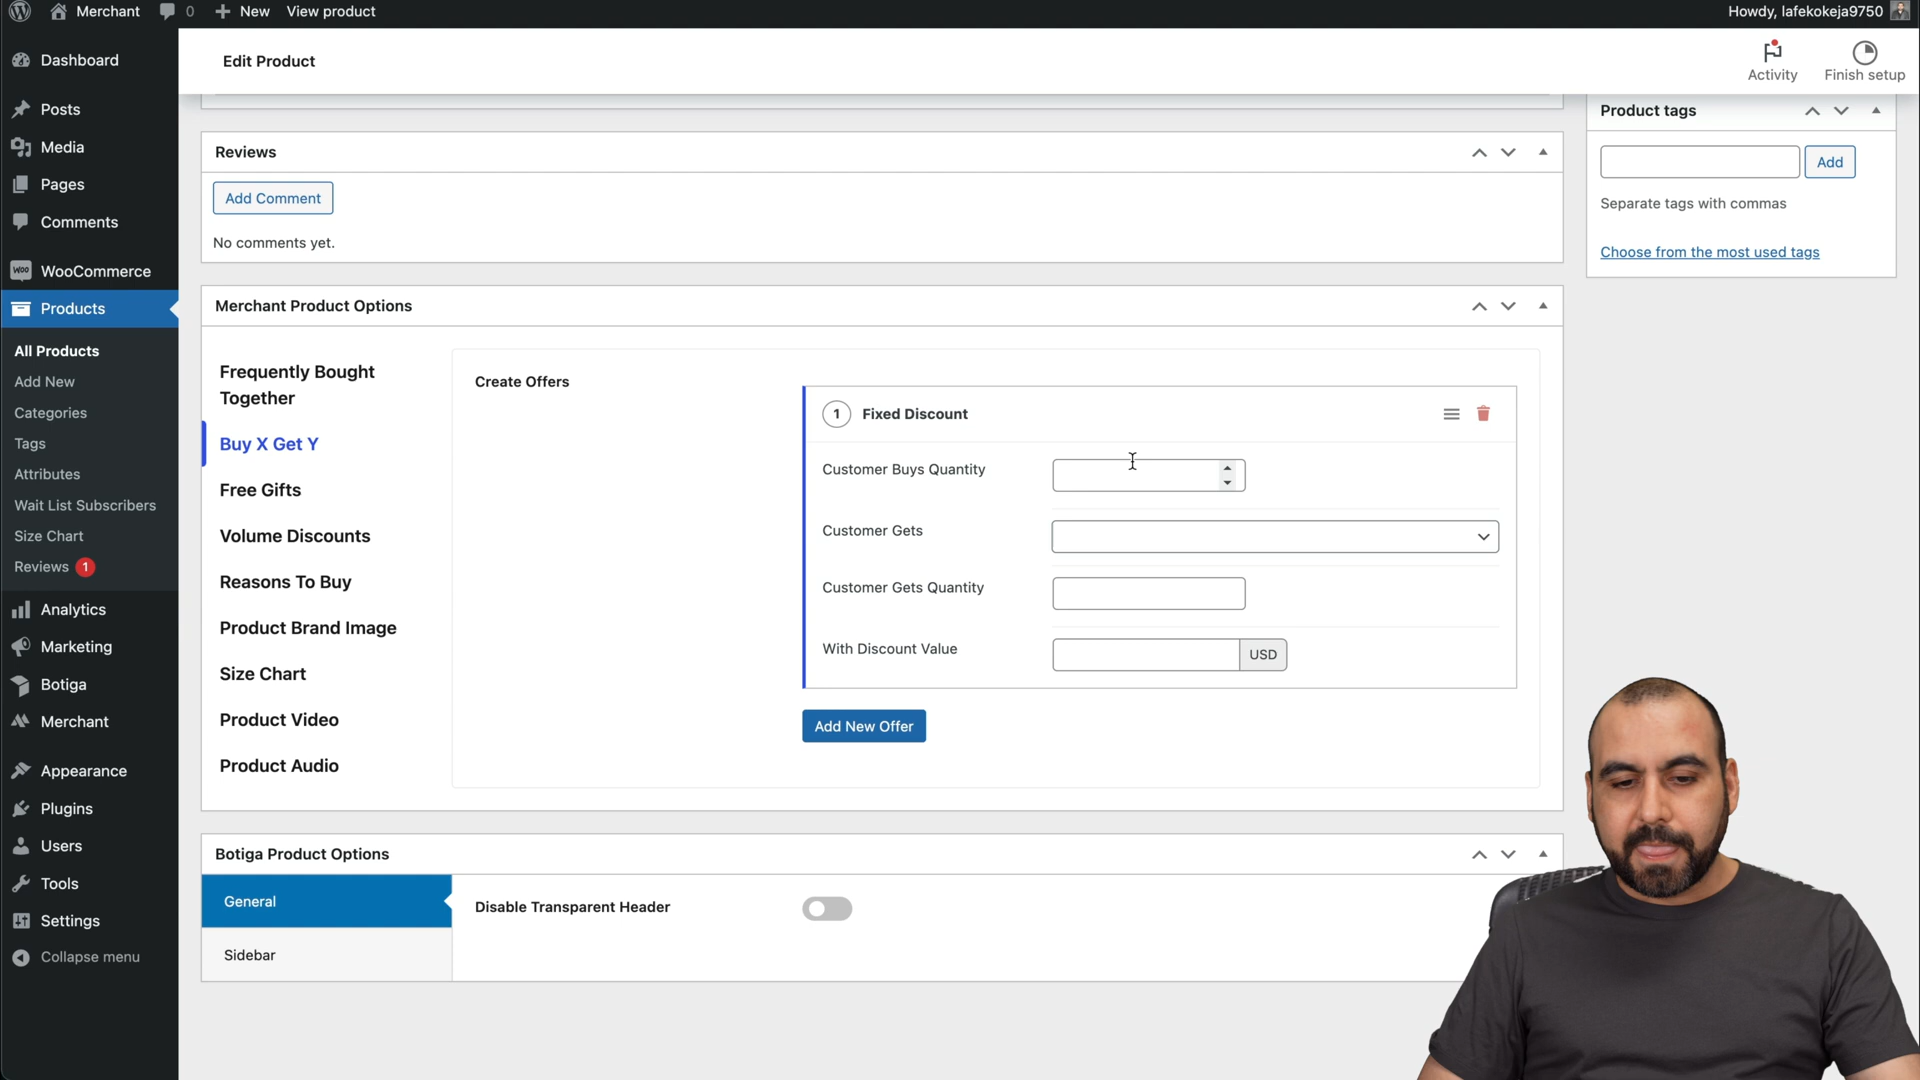 Merchant
0
New
View product
Howdy, lafekokeja9750
Dashboard
Posts
Media
Pages
Comments
WooCommerce
Products
All Products
Add New
Categories
Tags
Attributes
Wait List Subscribers
Size Chart
Reviews 1
Analytics
Marketing
Botiga
Merchant
Appearance
Plugins
Users
Tools
Settings
Collapse menu
Edit Product
Activity
Finish setup
Reviews
Add Comment
No comments yet.
Merchant Product Options
Frequently Bought
Together
Buy X Get Y
Free Gifts
Volume Discounts
Reasons To Buy
Product Brand Image
Size Chart
Product Video
Product Audio
Create Offers
1 Fixed Discount
Customer Buys Quantity
Customer Gets
Customer Gets Quantity
With Discount Value
USD
Add New Offer
Botiga Product Options
General
Sidebar
Disable Transparent Header
Product tags
Add
Separate tags with commas
Choose from the most used tags